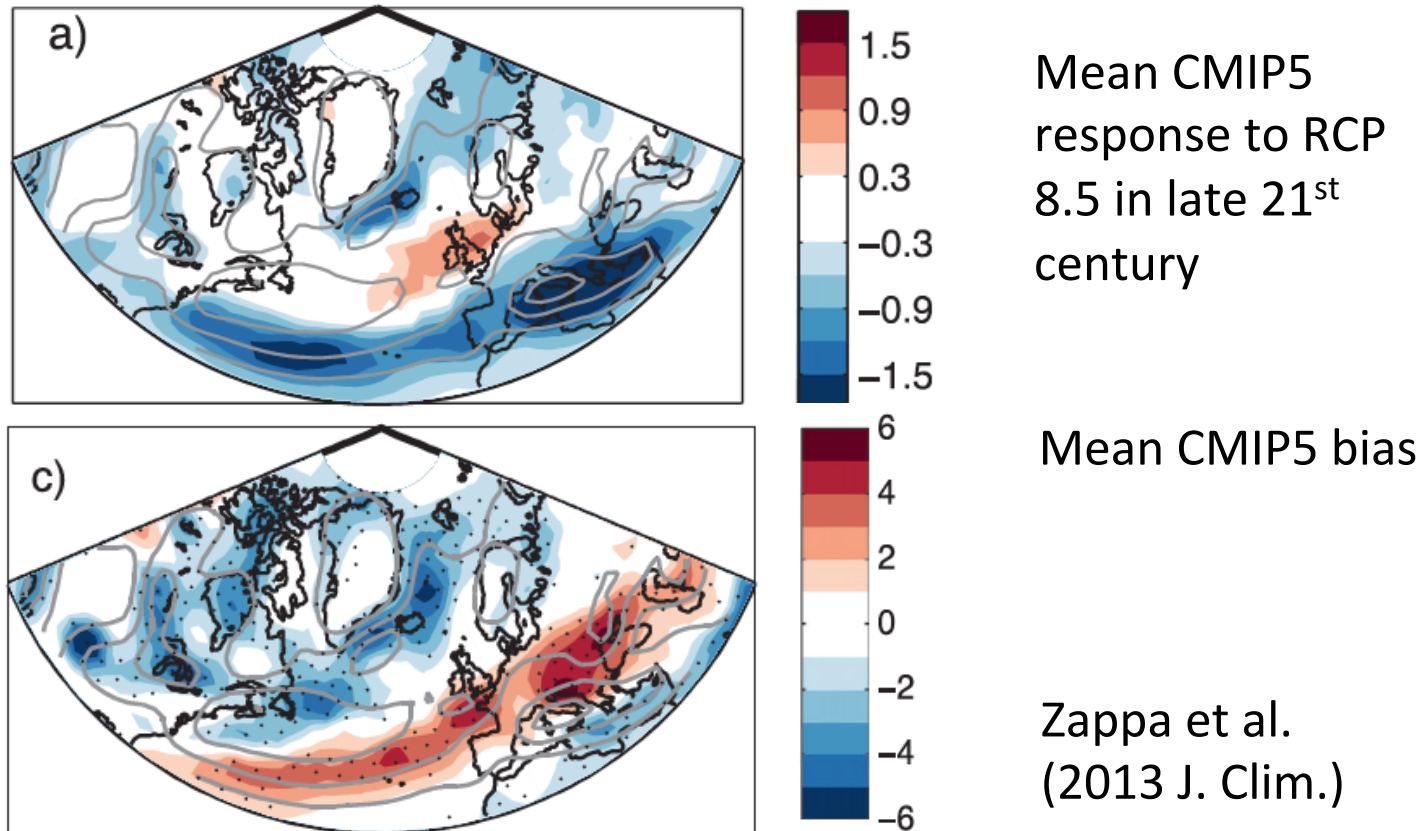 a)
1.5
0.9
0.3
−0.3
−0.9
−1.5
Mean CMIP5
response to RCP
8.5 in late 21st
century
c)
6
4
2
0
−2
−4
−6
Mean CMIP5 bias
Zappa et al.
(2013 J. Clim.)